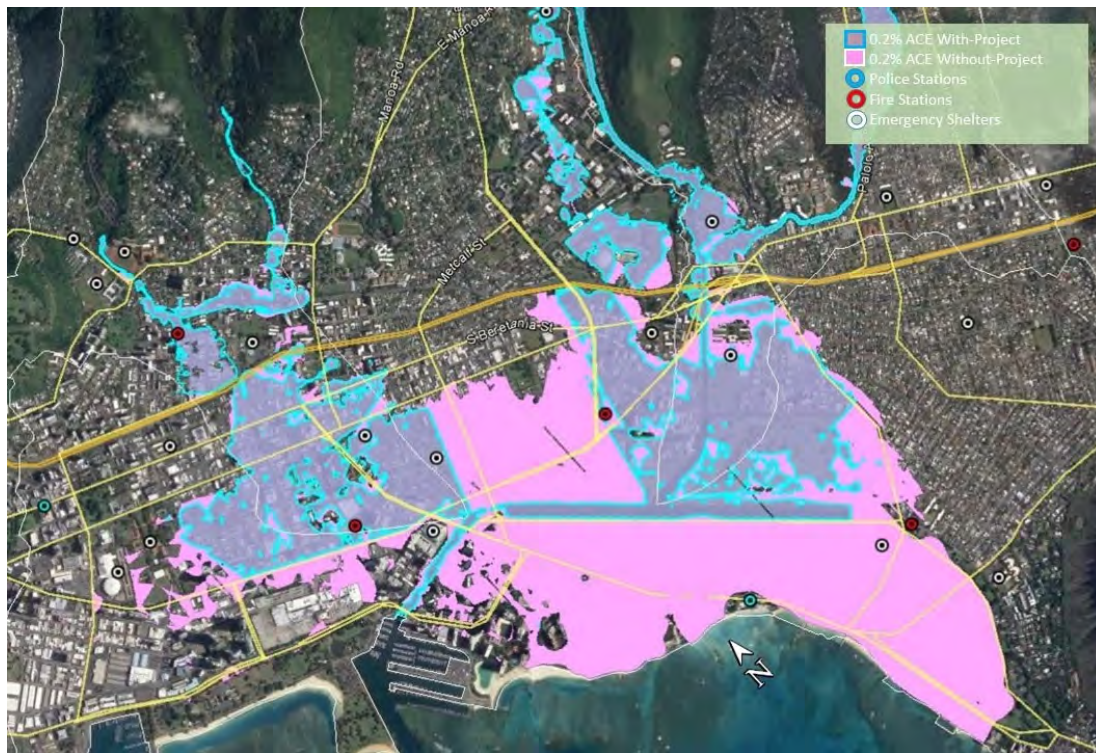 E-Manoa R
Manoa Rd
Metcalf St
S Beretania St
Palolo A
0.2% ACE With-Project
0.2% ACE Without-Project
Police Stations
Fire Stations
Emergency Shelters
N